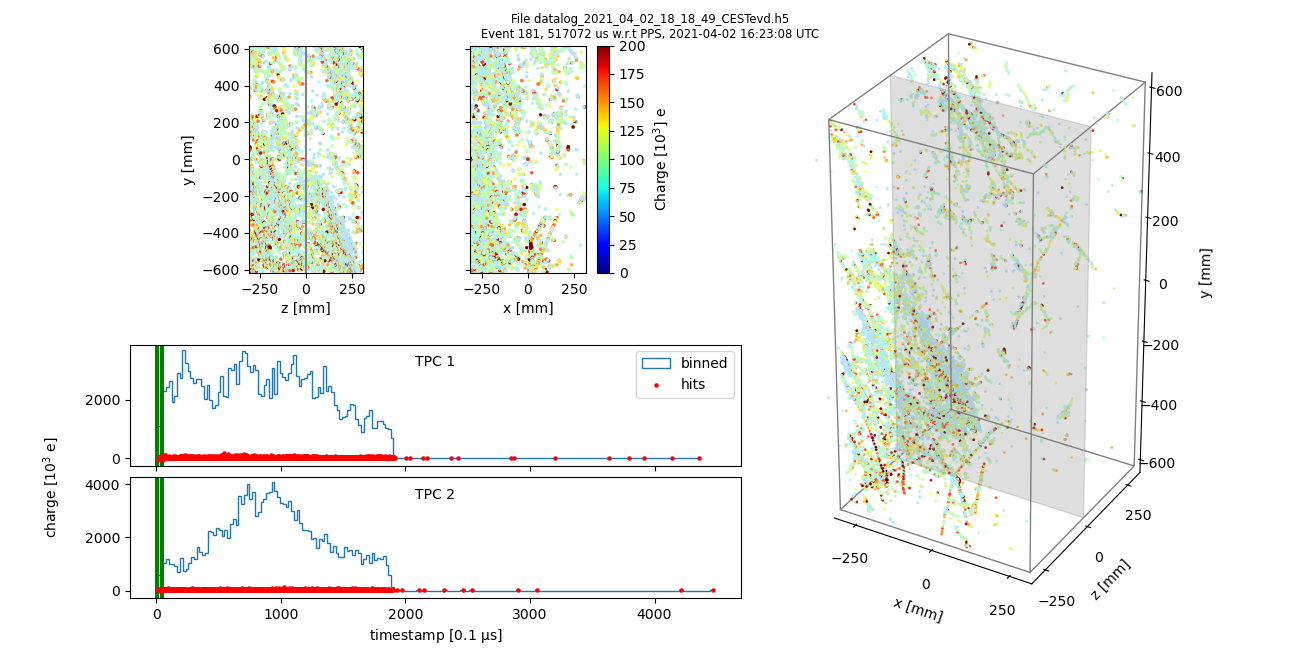 File datalog_2021_04_02_18_18_49_CESTevd.h5
Event 181, 517072 us w.r.t PPS, 2021-04-02 16:23:08 UTC
600
400
200
0
−200
−400
−600
y [mm]
−250 0 250
z [mm]
−250 0 250
x [mm]
200
175
150
125
100
75
50
25
0
Charge [10³] e
TPC 1
binned
hits
2000
0
TPC 2
4000
2000
0
charge [10³ e]
0 1000 2000 3000 4000
timestamp [0.1 μs]
600
400
200
0
−200
−400
−600
y [mm]
−250
0
250
x [mm]
−250
0
250
z [mm]